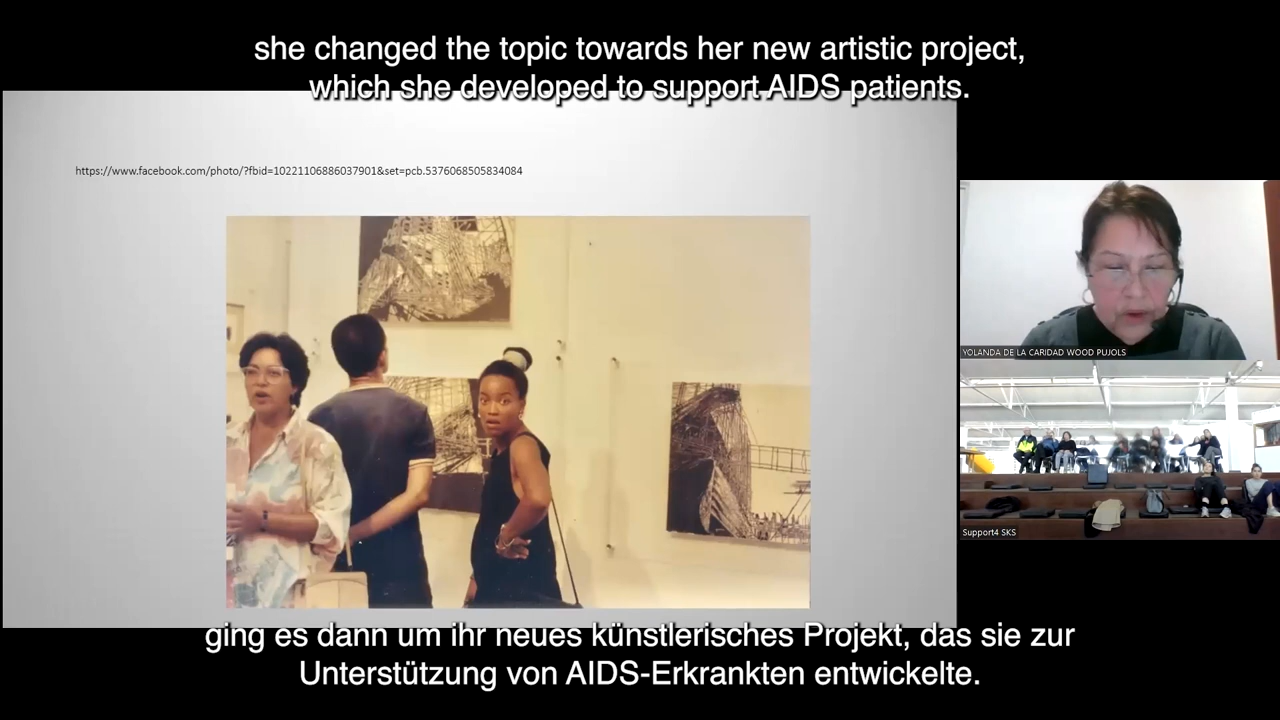 she changed the topic towards her new artistic project,
which she developed to support AIDS patients.
https://www.facebook.com/photo/?fbid=10221106886037901&set=pcb.5376068505834084
YOLANDA DE LA CARIDAD WOOD PUJOLS
Support4 SKS
ging es dann um ihr neues künstlerisches Projekt, das sie zur
Unterstützung von AIDS-Erkrankten entwickelte.